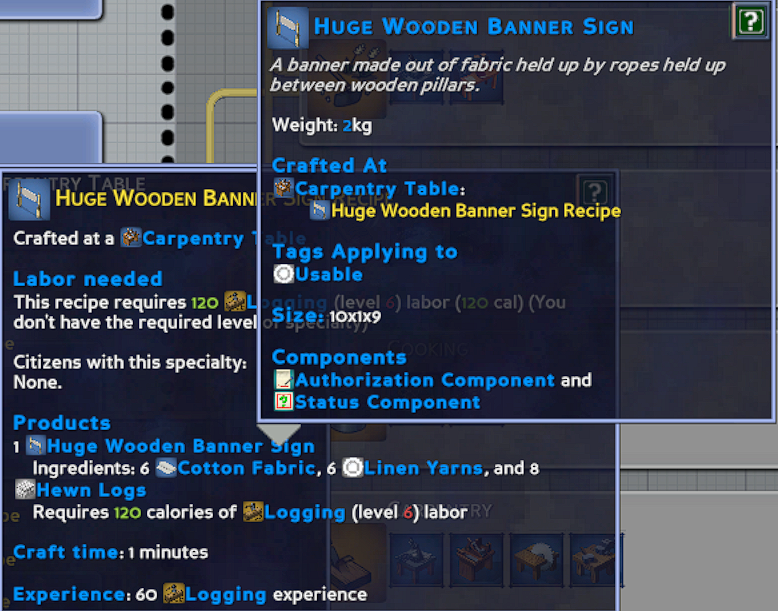 Huge Wooden Banner Sign
?
A banner made out of fabric held up by ropes held up
between wooden pillars.
Weight: 2kg
Crafted At
Carpentry Table:
Huge Wooden Banner Sign Recipe
Tags Applying to
Usable
Size: 10x1x9
Components
Authorization Component and
Status Component
Table
?
Huge Wooden Bann
Crafted at a Carpentry Table
Labor needed
This recipe requires 120 Logging (level 6) labor (120 cal) (You
don't have the required level of specialty)
Citizens with this specialty:
None.
Products
1 Huge Wooden Banner Sign
Ingredients: 6 Cotton Fabric, 6 Linen Yarns, and 8
Hewn Logs
Requires 120 calories of Logging (level 6) labor
Craft time: 1 minutes
Experience: 60 Logging experience
Cooking